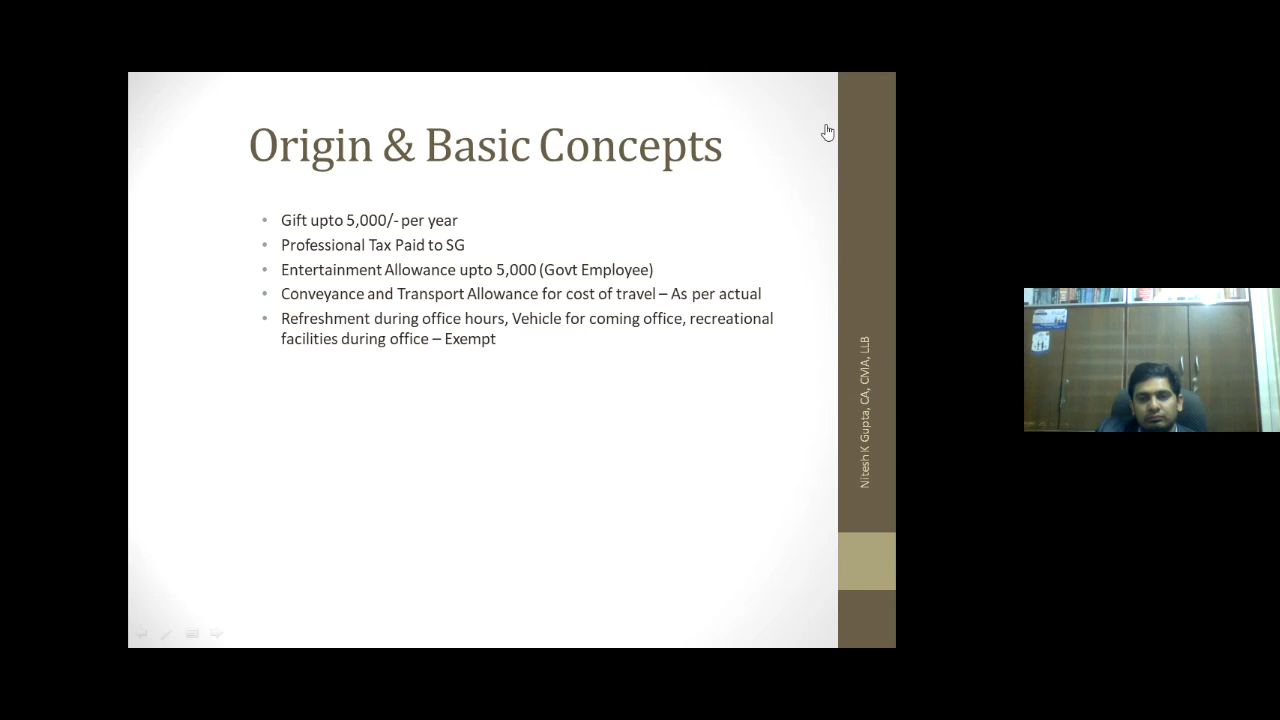 Origin & Basic Concepts
• Gift upto 5,000/- per year
• Professional Tax Paid to SG
• Entertainment Allowance upto 5,000 (Govt Employee)
• Conveyance and Transport Allowance for cost of travel – As per actual
• Refreshment during office hours, Vehicle for coming office, recreational
facilities during office – Exempt
Nitesh K Gupta, CA, CMA, LLB